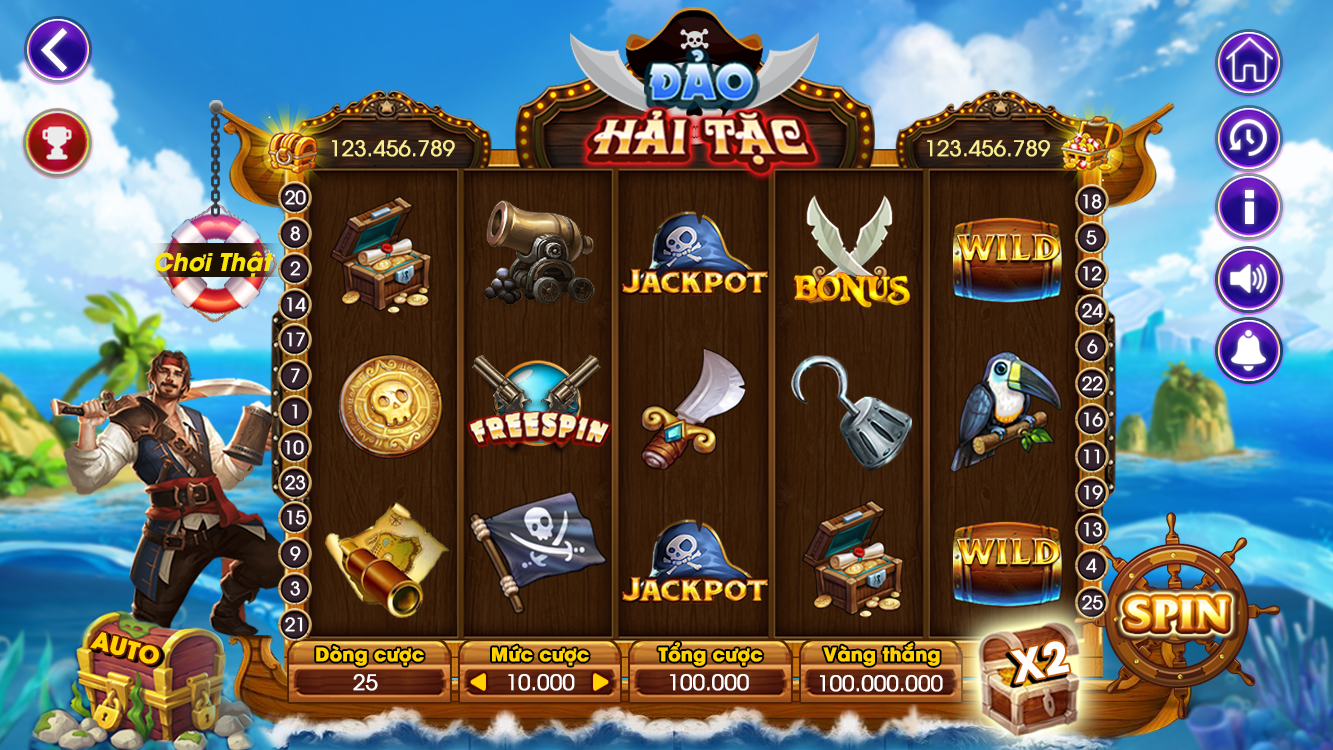 ĐẢO
HẢI TẶC
123.456.789
123.456.789
Chơi Thật
20
8
2
14
17
7
1
10
23
15
9
3
21
JACKPOT
BONUS
WILD
FREESPIN
JACKPOT
WILD
18
5
12
24
6
22
16
11
19
13
4
25
AUTO
SPIN
Dòng cược
25
Mức cược
10.000
Tổng cược
100.000
Vàng thắng
100.000.000
X2